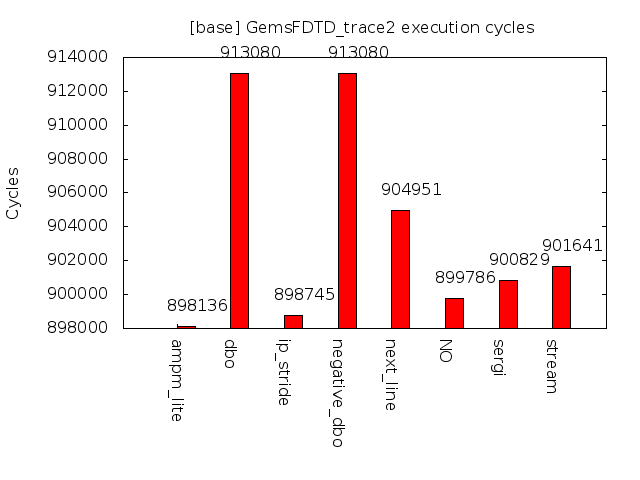 [base] GemsFDTD_trace2 execution cycles
Cycles
914000
912000
910000
908000
906000
904000
902000
900000
898000
898136
913080
898745
913080
904951
899786
900829
901641
ampm_lite
dbo
ip_stride
negative_dbo
next_line
NO
sergi
stream